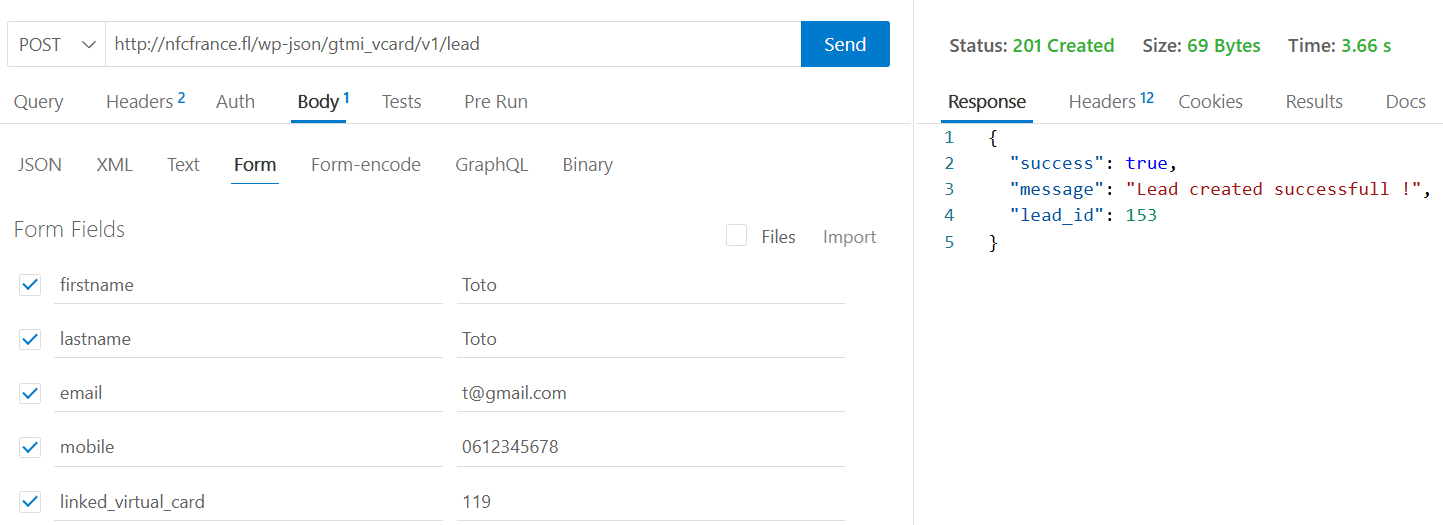 POST http://nfcfrance.fl/wp-json/gtmi_vcard/v1/lead Send
Query Headers 2 Auth Body 1 Tests Pre Run
JSON XML Text Form Form-encode GraphQL Binary
Form Fields Files Import
firstname Toto
lastname Toto
email t@gmail.com
mobile 0612345678
linked_virtual_card 119
Status: 201 Created Size: 69 Bytes Time: 3.66 s
Response Headers 12 Cookies Results Docs
1 {
2 "success": true,
3 "message": "Lead created successfull !",
4 "lead_id": 153
5 }